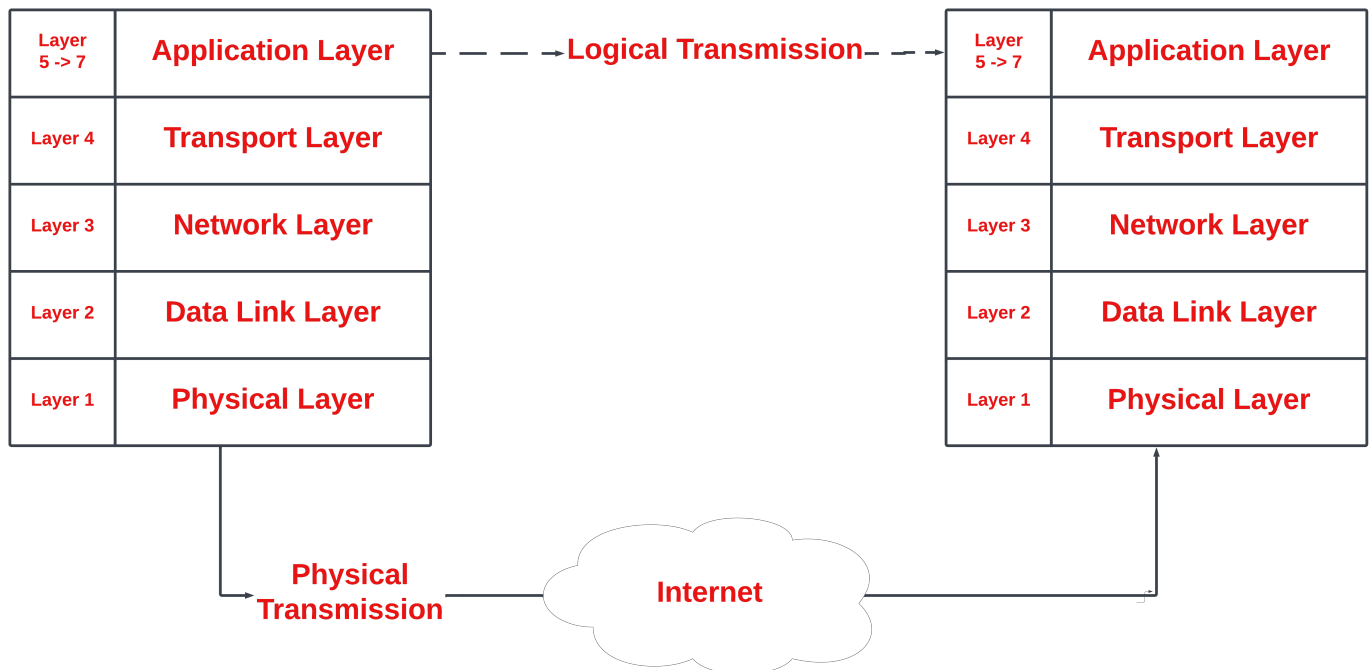 Layer
5 -> 7
Application Layer
Logical Transmission
Layer
5 -> 7
Application Layer
Layer 4
Transport Layer
Layer 4
Transport Layer
Layer 3
Network Layer
Layer 3
Network Layer
Layer 2
Data Link Layer
Layer 2
Data Link Layer
Layer 1
Physical Layer
Layer 1
Physical Layer
Physical
Transmission
Internet